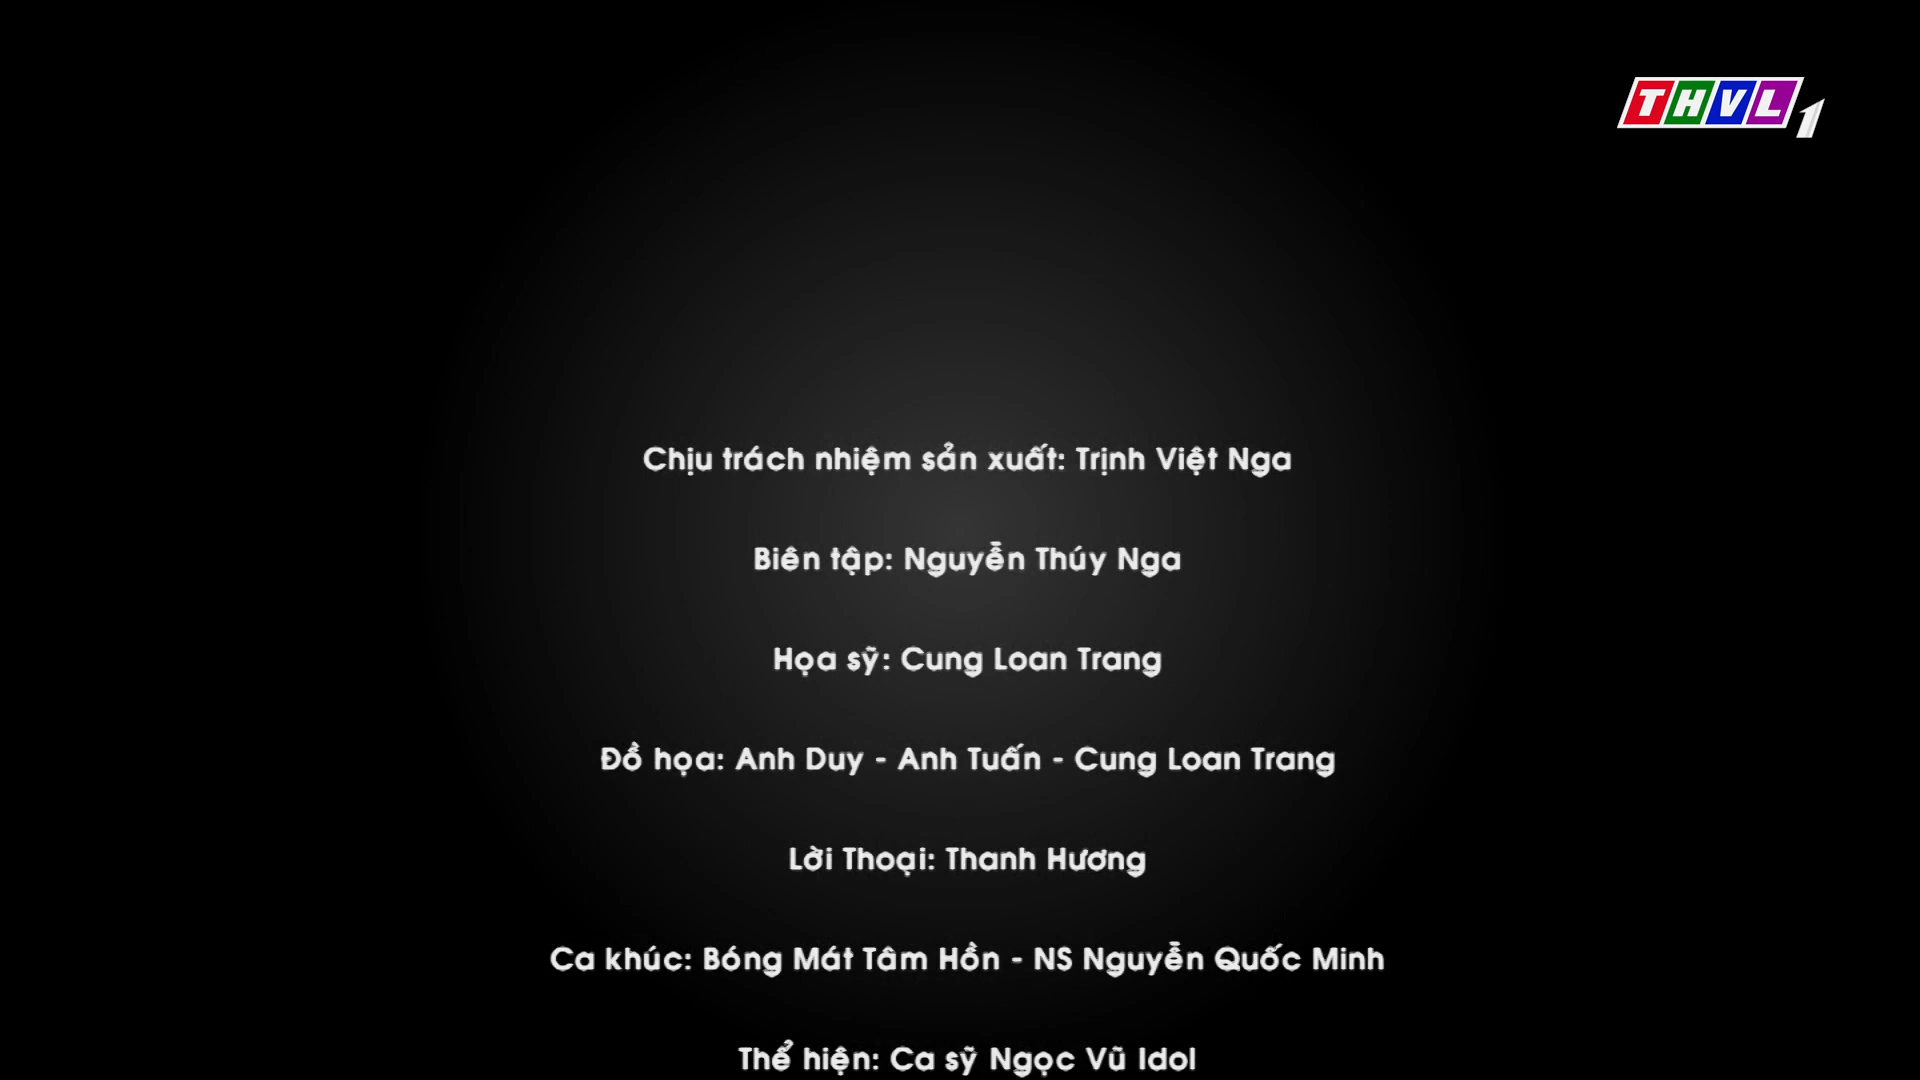 THVL1
Chịu trách nhiệm sản xuất: Trịnh Việt Nga
Biên tập: Nguyễn Thúy Nga
Họa sỹ: Cung Loan Trang
Đồ họa: Anh Duy - Anh Tuấn - Cung Loan Trang
Lời Thoại: Thanh Hương
Ca khúc: Bóng Mát Tâm Hồn - NS Nguyễn Quốc Minh
Thể hiện: Ca sỹ Ngọc Vũ Idol